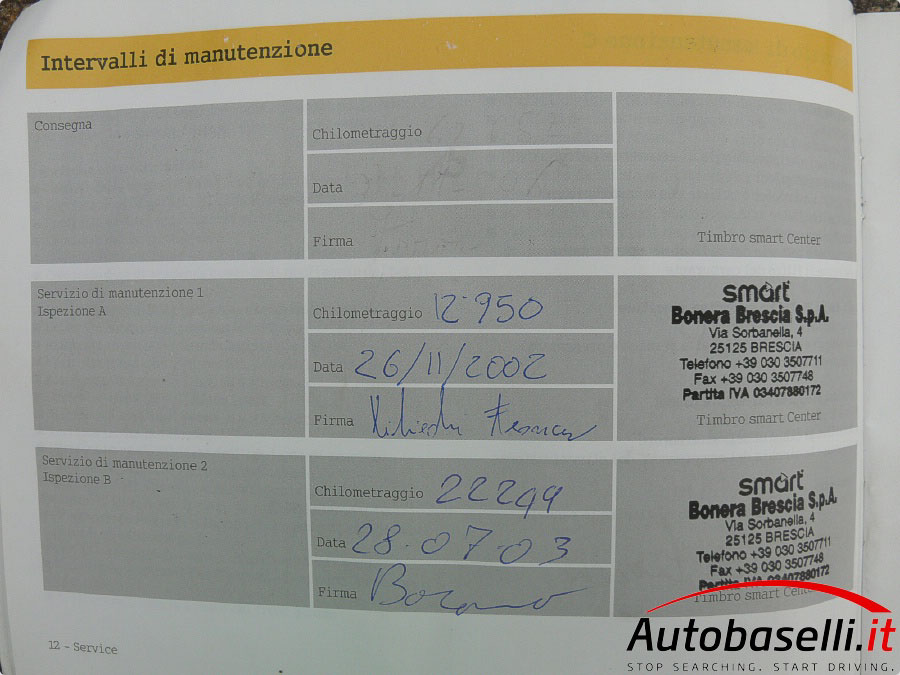 Intervalli di manutenzione
Consegna
Chilometraggio
Data
Firma
Timbro smart Center
Servizio di manutenzione 1
Ispezione A
Chilometraggio 12.950
Data 26/11/2002
Firma
smart
Bonera Brescia S.p.A.
Via Sorbanella, 4
25125 BRESCIA
Telefono +39 030 3507711
Fax +39 030 3507748
Partita IVA 03407880172
Timbro smart Center
Servizio di manutenzione 2
Ispezione B
Chilometraggio 22299
Data 28-07-03
Firma
smart
Bonera Brescia S.p.A.
Via Sorbanella, 4
25125 BRESCIA
Telefono +39 030 3507711
Fax +39 030 3507748
Partita IVA 03407880172
Timbro smart Center
12 - Service
Autobaselli.it
STOP SEARCHING. START DRIVING.